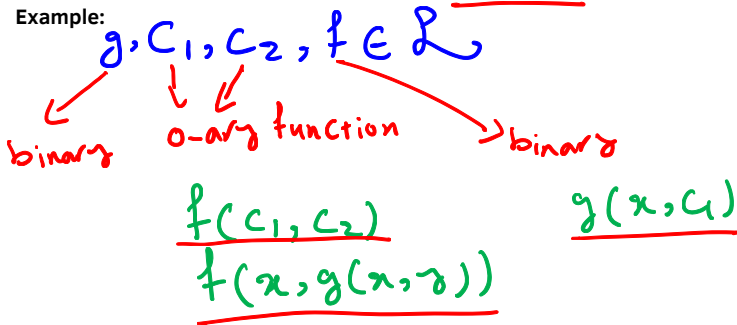 Example:
g, C₁, C₂, f ∈ ℒ
binary 0-ary function binary
f(C₁, C₂) g(x, C₁)
f(x, g(x, y))